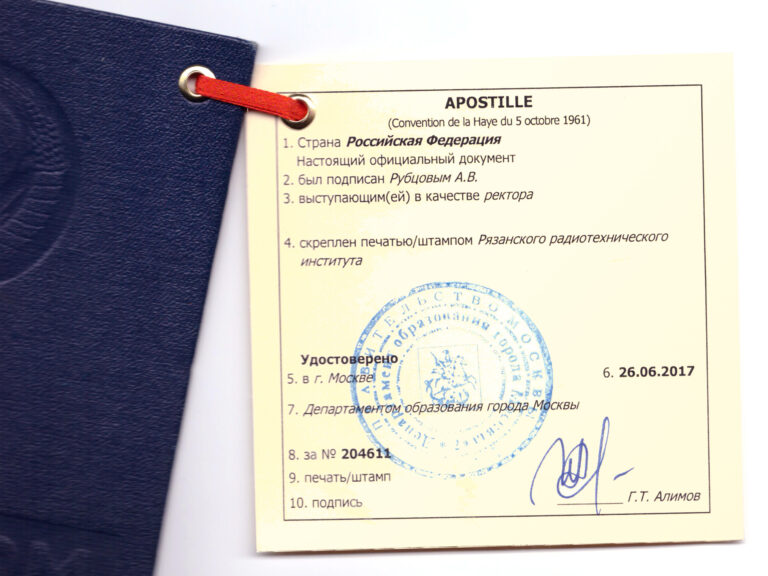 APOSTILLE
(Convention de la Haye du 5 octobre 1961)
1. Страна Российская Федерация
Настоящий официальный документ
2. был подписан Рубцовым А.В.
3. выступающим(ей) в качестве ректора
4. скреплен печатью/штампом Рязанского радиотехнического
института
ПРАВИТЕЛЬСТВО МОСКВЫ
Департамент образования города Москвы
Удостоверено
5. в г. Москве
6. 26.06.2017
7. Департаментом образования города Москвы
8. за № 204611
9. печать/штамп
10. подпись
Г.Т. Алимов